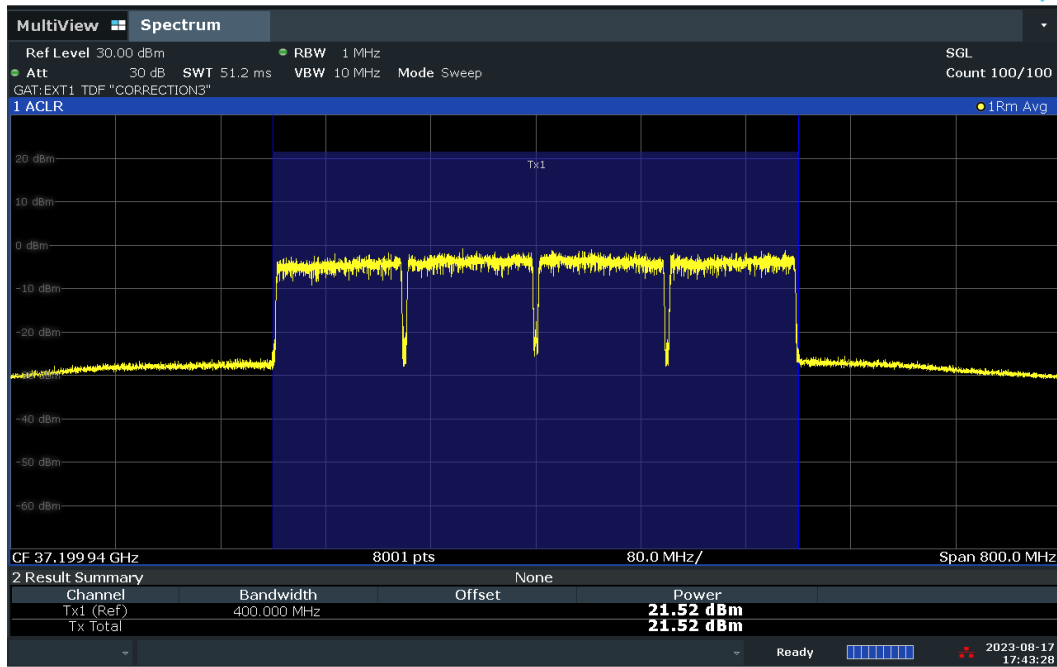 MultiView Spectrum
Ref Level 30.00 dBm RBW 1 MHz SGL
Att 30 dB SWT 51.2 ms VBW 10 MHz Mode Sweep Count 100/100
GAT:EXT1 TDF "CORRECTION3"
1 ACLR 1Rm Avg
20 dBm
Tx1
10 dBm
0 dBm
-10 dBm
-20 dBm
-40 dBm
-50 dBm
-60 dBm
CF 37.19994 GHz 8001 pts 80.0 MHz/ Span 800.0 MHz
2 Result Summary None
Channel Bandwidth Offset Power
Tx1 (Ref) 400.000 MHz 21.52 dBm
Tx Total 21.52 dBm
Ready 2023-08-17
17:43:28